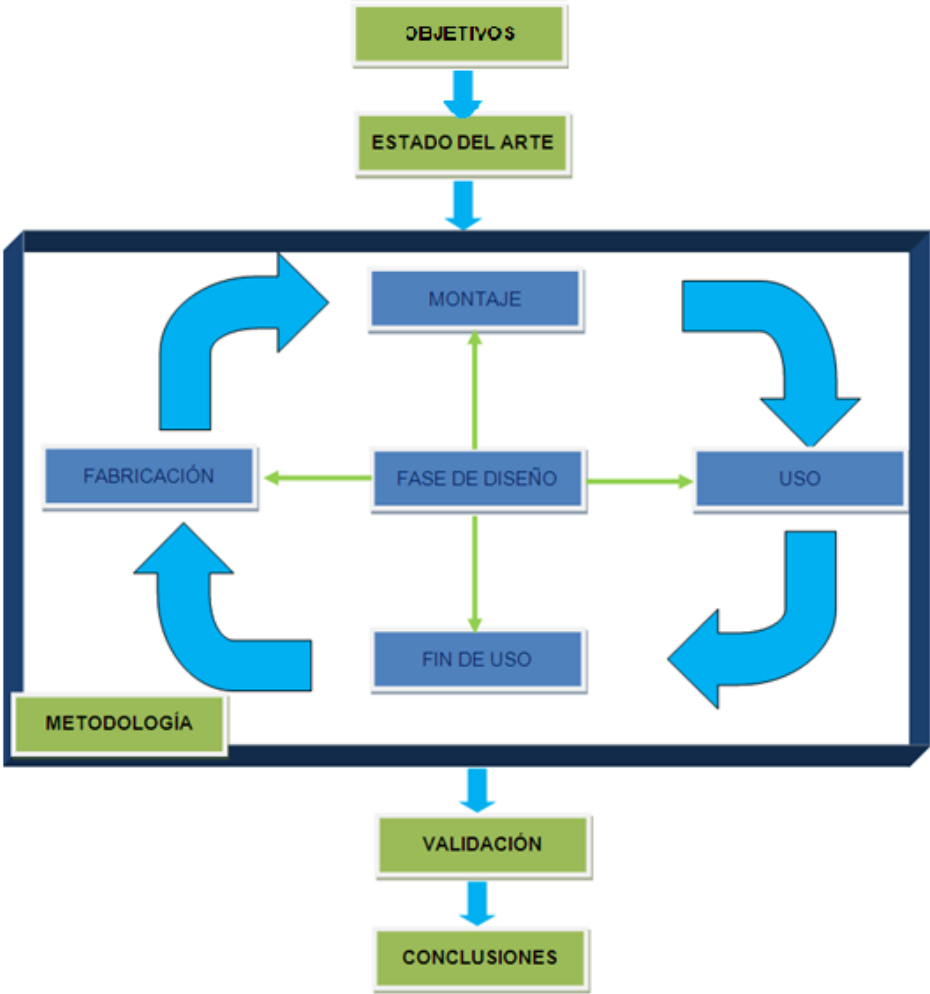 OBJETIVOS
ESTADO DEL ARTE
MONTAJE
FABRICACIÓN
FASE DE DISEÑO
USO
FIN DE USO
METODOLOGÍA
VALIDACIÓN
CONCLUSIONES